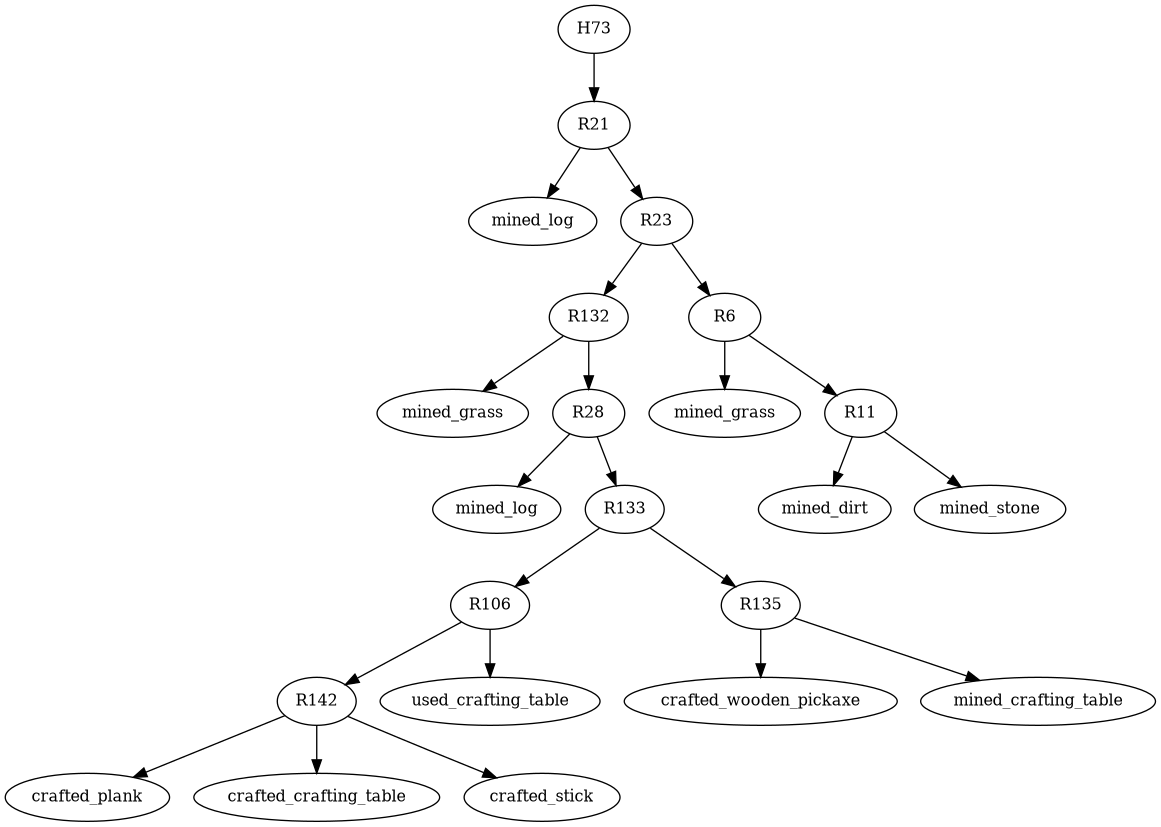 H73
R21
mined_log
R23
R132
R6
mined_grass
R28
mined_grass
R11
mined_log
R133
mined_dirt
mined_stone
R106
R135
R142
used_crafting_table
crafted_wooden_pickaxe
mined_crafting_table
crafted_plank
crafted_crafting_table
crafted_stick